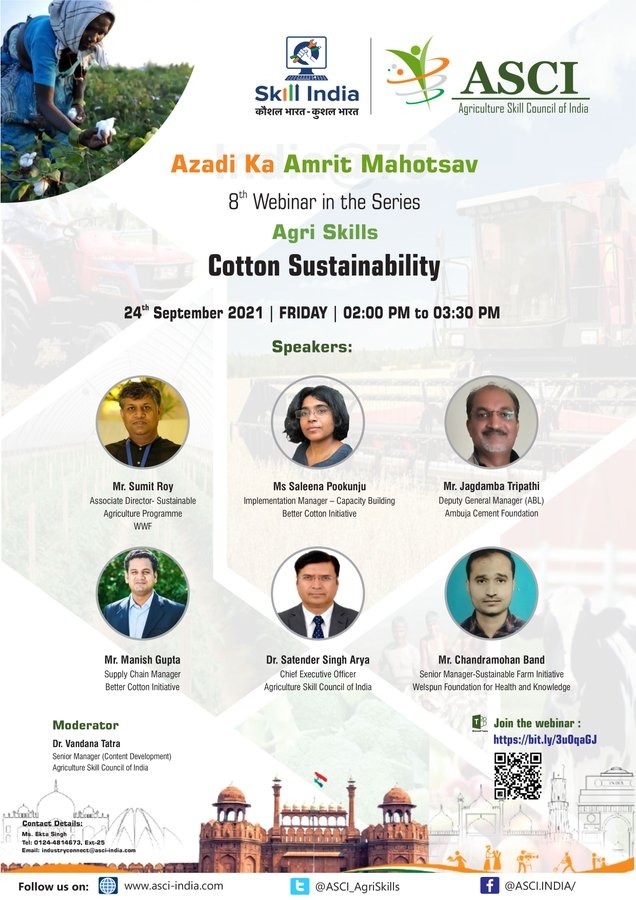 Skill India
कौशल भारत - कुशल भारत
ASCI
Agriculture Skill Council of India
Azadi Ka Amrit Mahotsav
8th Webinar in the Series
Agri Skills
Cotton Sustainability
24th September 2021 | FRIDAY | 02:00 PM to 03:30 PM
Speakers:
Mr. Sumit Roy
Associate Director- Sustainable
Agriculture Programme
WWF
Ms Saleena Pookunju
Implementation Manager – Capacity Building
Better Cotton Initiative
Mr. Jagdamba Tripathi
Deputy General Manager (ABL)
Ambuja Cement Foundation
Mr. Manish Gupta
Supply Chain Manager
Better Cotton Initiative
Dr. Satender Singh Arya
Chief Executive Officer
Agriculture Skill Council of India
Mr. Chandramohan Band
Senior Manager-Sustainable Farm Initiative
Welspun Foundation for Health and Knowledge
Moderator
Dr. Vandana Tatra
Senior Manager (Content Development)
Agriculture Skill Council of India
Join the webinar :
https://bit.ly/3uOqaGJ
Contact Details:
Ms. Ekta Singh
Tel: 0124-4814673, Ext-25
Email: industryconnect@asci-india.com
Follow us on:
www.asci-india.com
@ASCI_AgriSkills
@ASCI.INDIA/